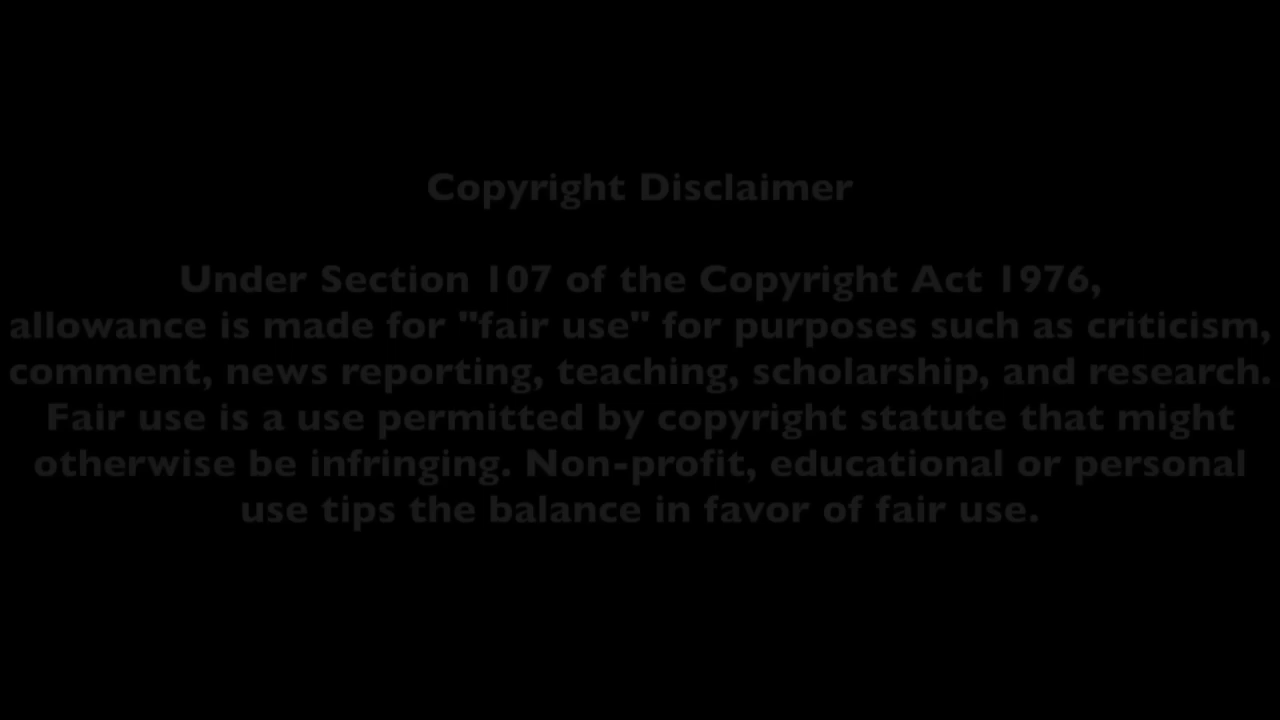 Copyright Disclaimer
Under Section 107 of the Copyright Act 1976,
allowance is made for "fair use" for purposes such as criticism,
comment, news reporting, teaching, scholarship, and research.
Fair use is a use permitted by copyright statute that might
otherwise be infringing. Non-profit, educational or personal
use tips the balance in favor of fair use.